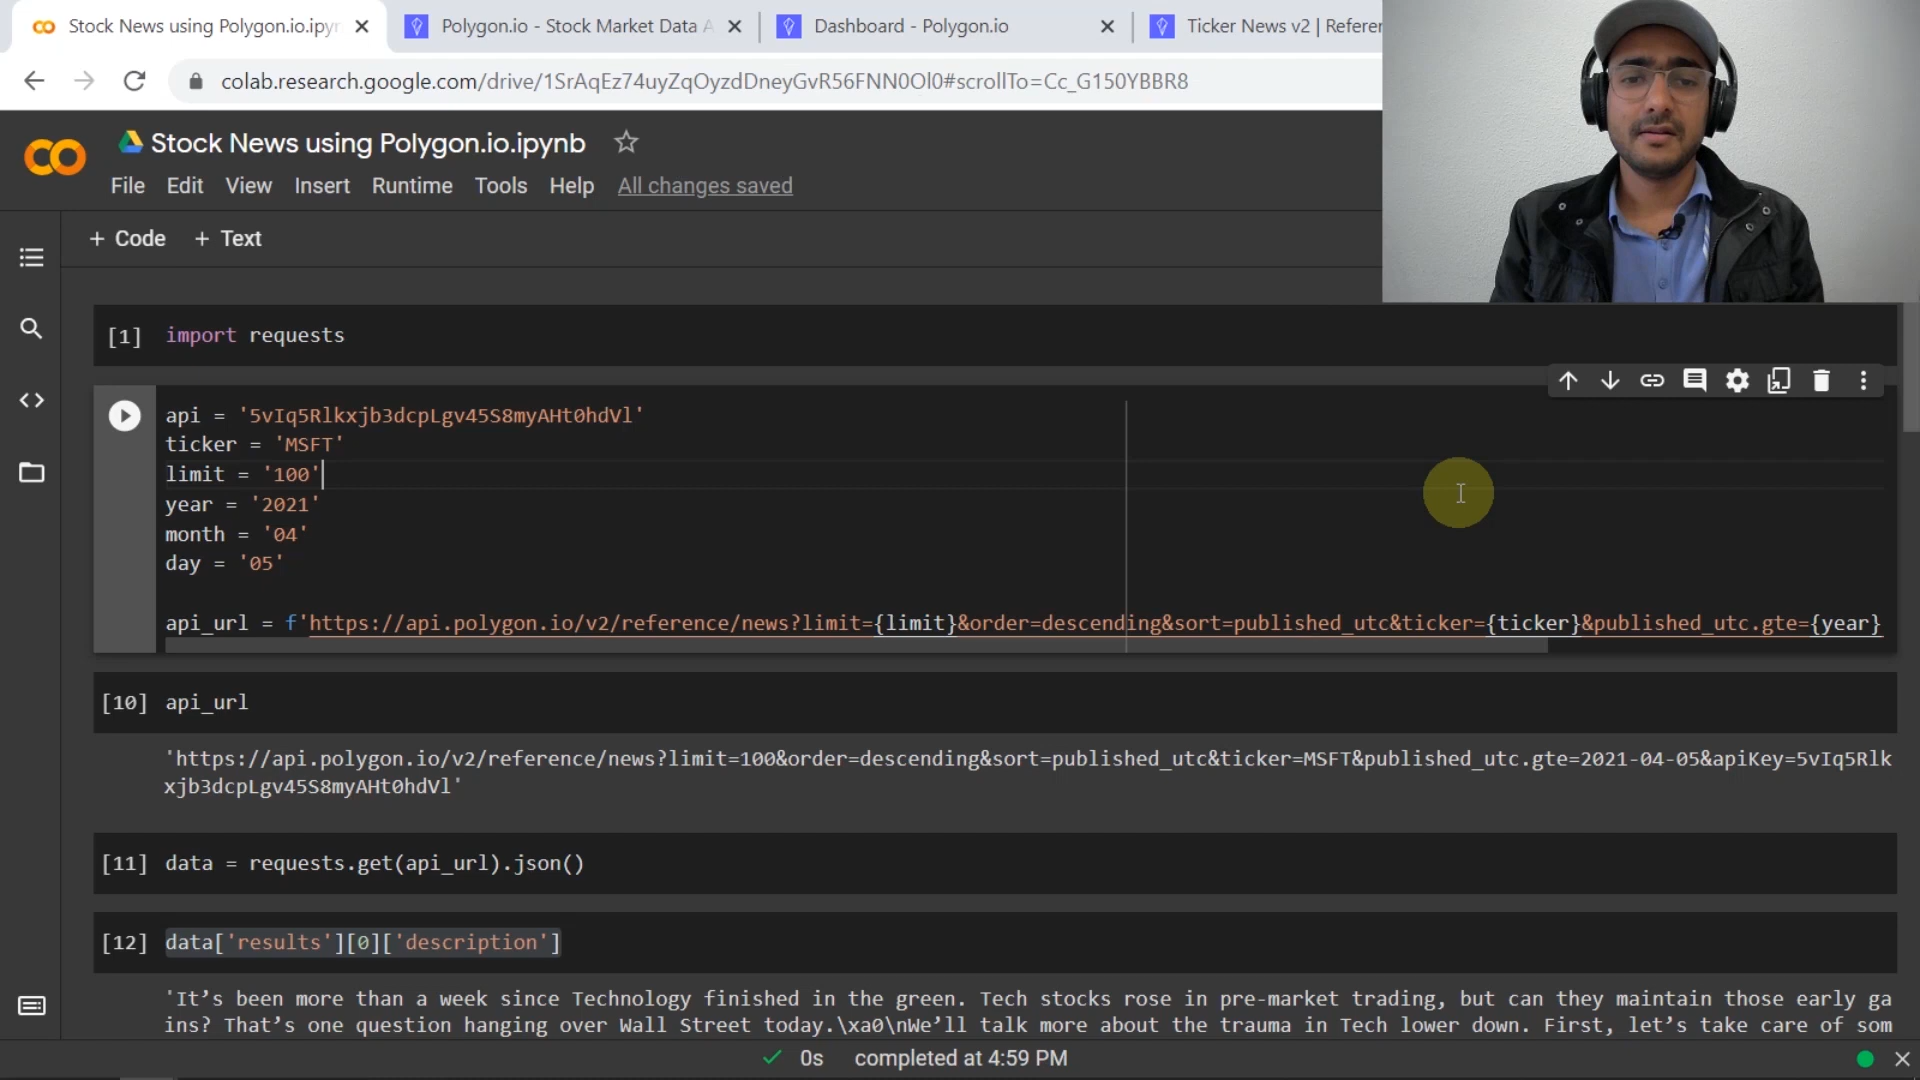 Stock News using Polygon.io.ipyn
Polygon.io - Stock Market Data A
Dashboard - Polygon.io
Ticker News v2 | Refere
colab.research.google.com/drive/1SrAqEz74uyZqOyzdDneyGvR56FNN0Ol0#scrollTo=Cc_G150YBBR8
Stock News using Polygon.io.ipynb
File Edit View Insert Runtime Tools Help All changes saved
+ Code + Text
[1] import requests
api = '5vIq5Rlkxjb3dcpLgv45S8myAHt0hdVl'
ticker = 'MSFT'
limit = '100'
year = '2021'
month = '04'
day = '05'
api_url = f'https://api.polygon.io/v2/reference/news?limit={limit}&order=descending&sort=published_utc&ticker={ticker}&published_utc.gte={year}
[10] api_url
'https://api.polygon.io/v2/reference/news?limit=100&order=descending&sort=published_utc&ticker=MSFT&published_utc.gte=2021-04-05&apiKey=5vIq5Rlk
xjb3dcpLgv45S8myAHt0hdVl'
[11] data = requests.get(api_url).json()
[12] data['results'][0]['description']
'It’s been more than a week since Technology finished in the green. Tech stocks rose in pre-market trading, but can they maintain those early ga
ins? That’s one question hanging over Wall Street today.\xa0\nWe’ll talk more about the trauma in Tech lower down. First, let’s take care of som
0s completed at 4:59 PM